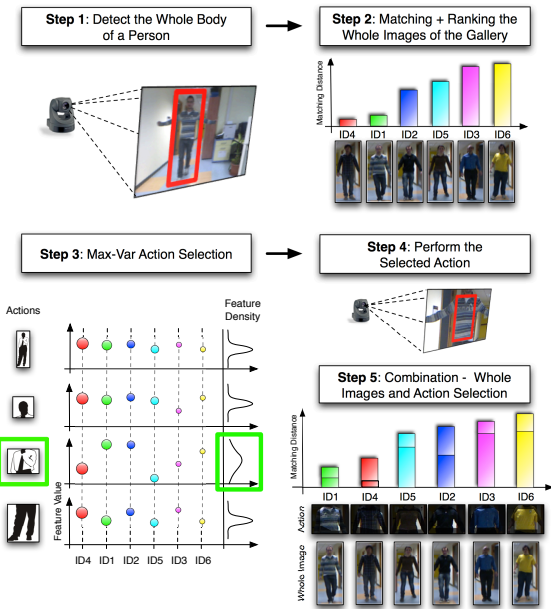 Step 1: Detect the Whole Body
of a Person
Step 2: Matching + Ranking the
Whole Images of the Gallery
Matching Distance
ID4 ID1 ID2 ID5 ID3 ID6
Step 3: Max-Var Action Selection
Step 4: Perform the
Selected Action
Actions
Feature
Density
Feature Value
ID4 ID1 ID2 ID5 ID3 ID6
Step 5: Combination - Whole
Images and Action Selection
Matching Distance
ID1 ID4 ID5 ID2 ID3 ID6
Action
Whole Image